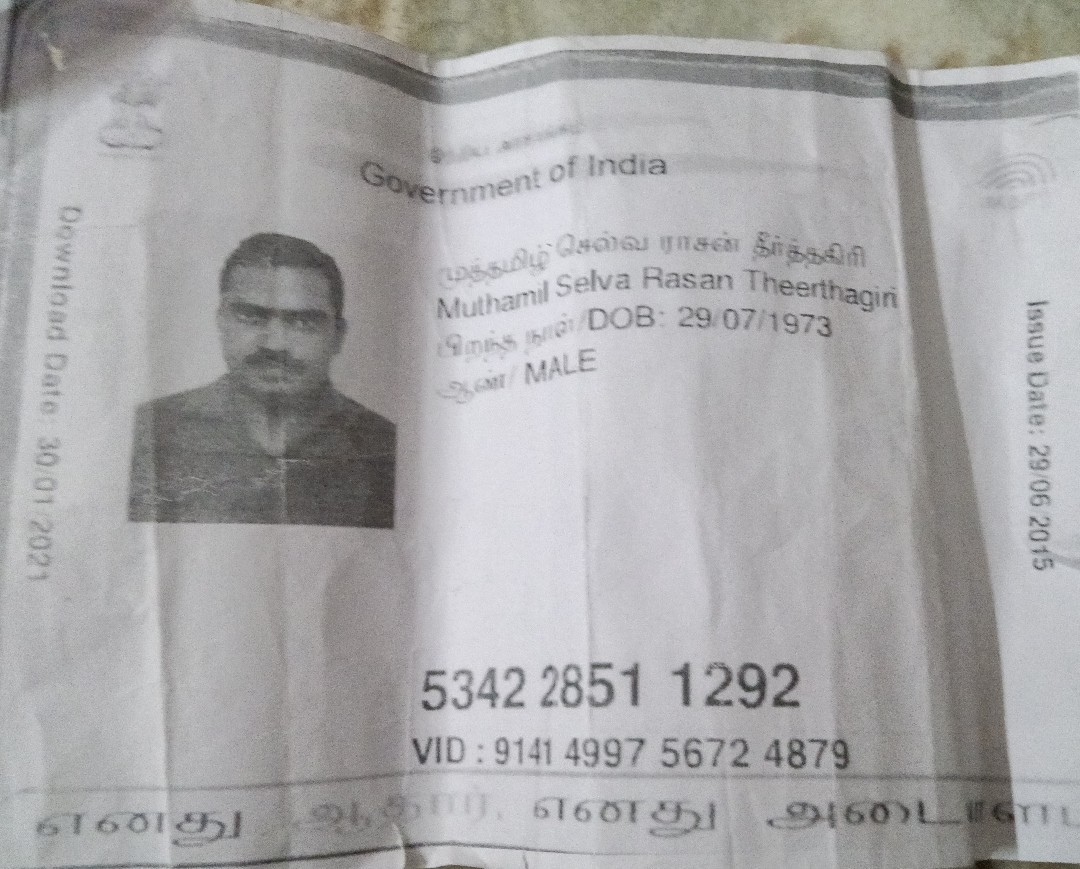 Government of India
முத்தமிழ் செல்வ ராசன் தீர்த்தகிரி
Muthamil Selva Rasan Theerthagiri
பிறந்த நாள்/DOB: 29/07/1973
ஆண்/ MALE
Download Date: 30/01/2021
Issue Date: 29/06/2015
5342 2851 1292
VID : 9141 4997 5672 4879
எனது ஆதார், எனது